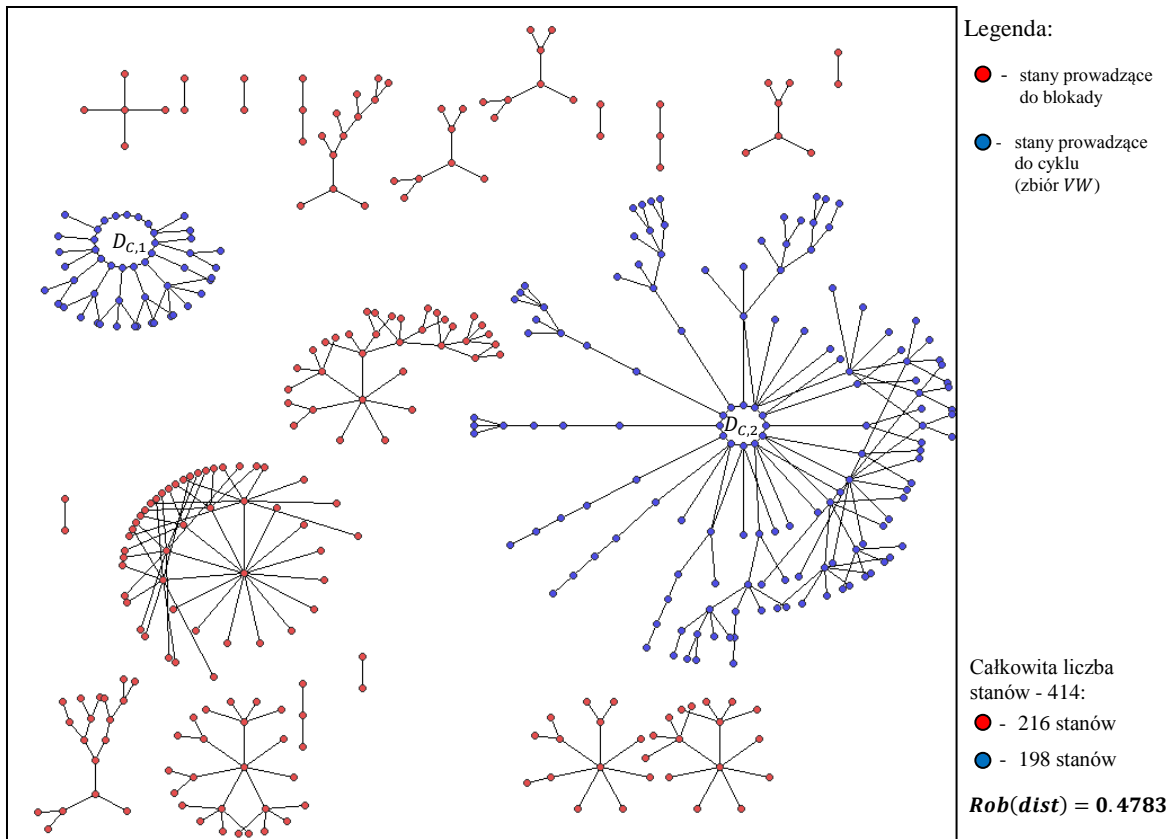 Legenda:
- stany prowadzące
do blokady
- stany prowadzące
do cyklu
(zbiór VW)
D_{C,1}
D_{C,2}
Całkowita liczba
stanów - 414:
- 216 stanów
- 198 stanów
Rob(dist) = 0.4783